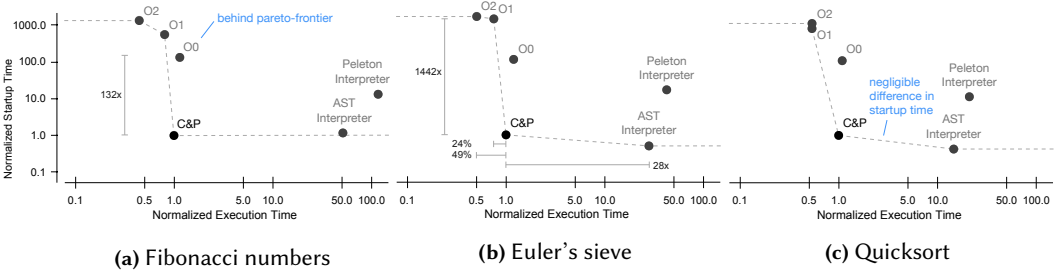 Normalized Startup Time
1000.0
100.0
10.0
1.0
0.1
O2
O1
O0
behind pareto-frontier
132x
Peleton
Interpreter
AST
Interpreter
C&P
0.1
0.5
1.0
5.0
10.0
50.0
100.0
Normalized Execution Time
(a) Fibonacci numbers
O2
O1
O0
1442x
Peleton
Interpreter
AST
Interpreter
C&P
24%
49%
28x
0.1
0.5
1.0
5.0
10.0
50.0
100.0
Normalized Execution Time
(b) Euler's sieve
O2
O1
O0
negligible
difference in
startup time
Peleton
Interpreter
AST
Interpreter
C&P
0.1
0.5
1.0
5.0
10.0
50.0
100.0
Normalized Execution Time
(c) Quicksort